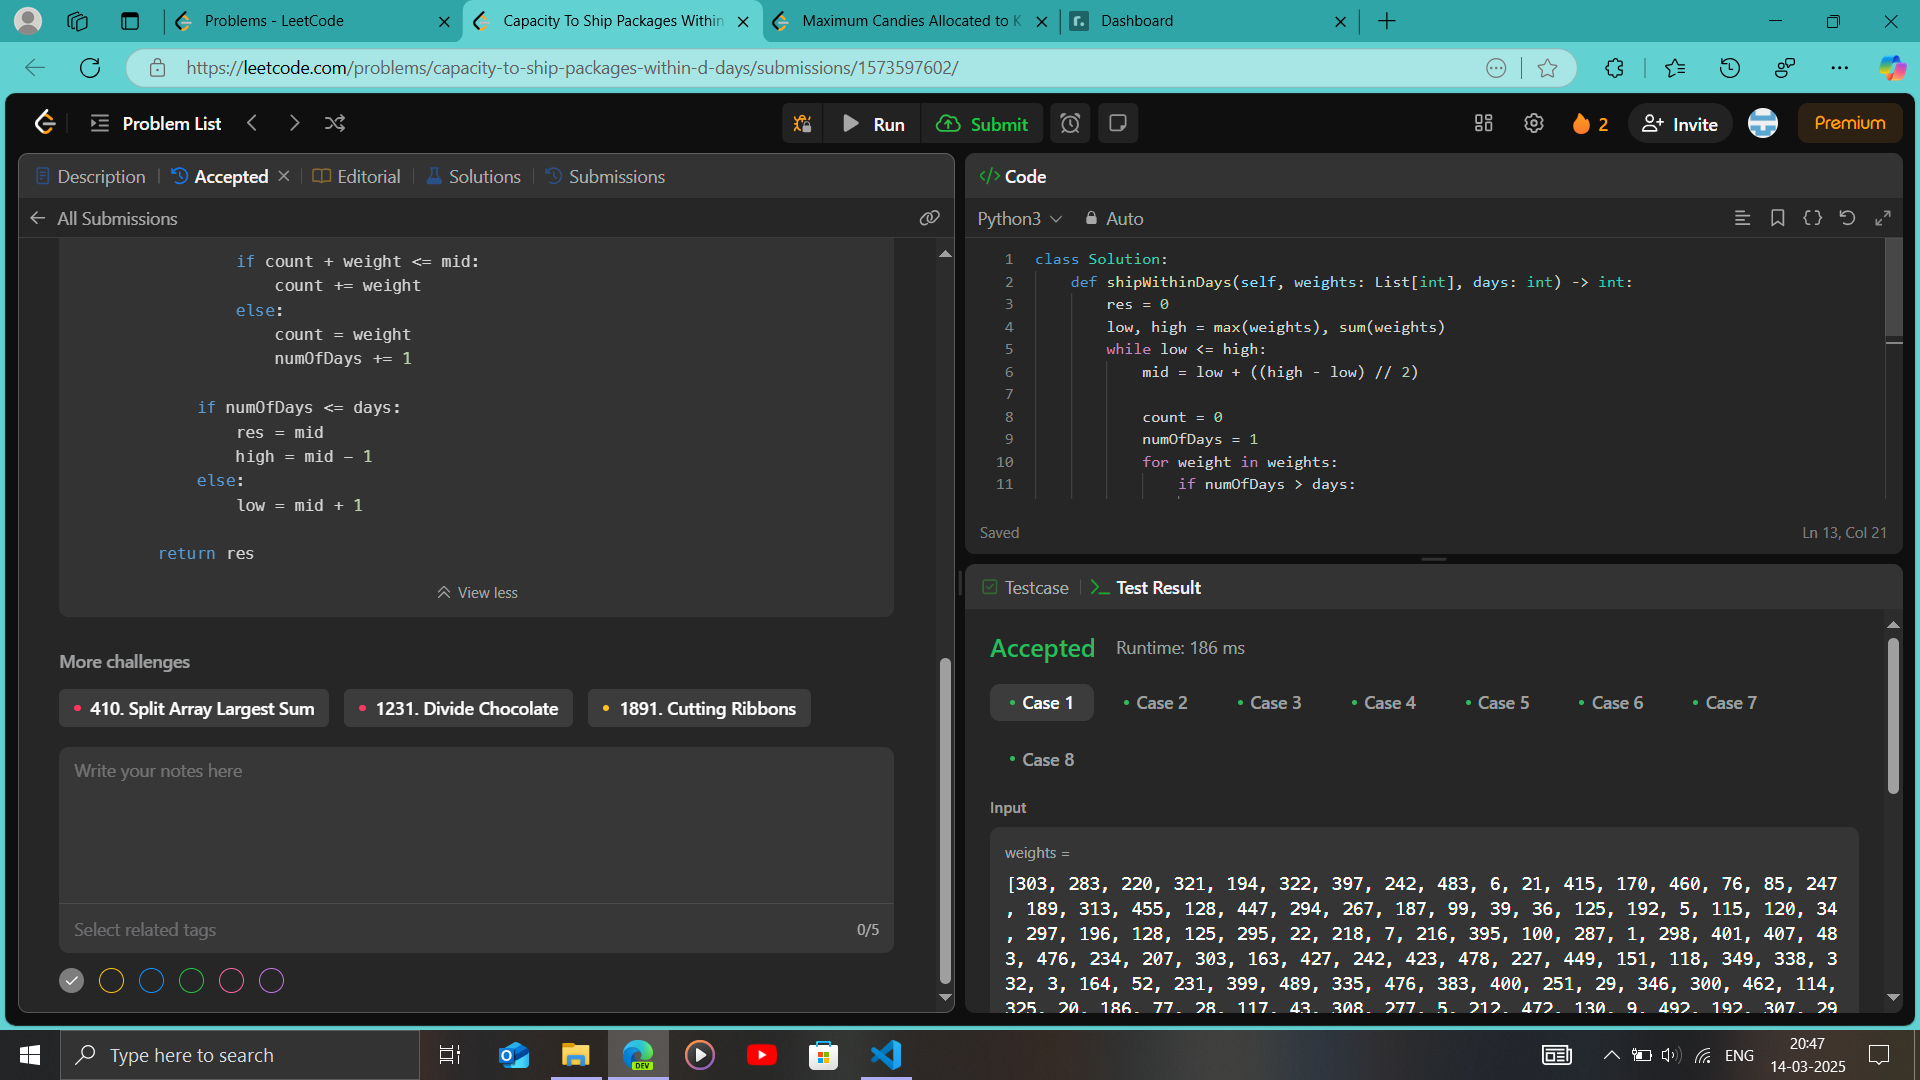 Problems - LeetCode
Capacity To Ship Packages Within
Maximum Candies Allocated to K
Dashboard
https://leetcode.com/problems/capacity-to-ship-packages-within-d-days/submissions/1573597602/
Problem List
Run
Submit
2
Invite
Premium
Description
Accepted
Editorial
Solutions
Submissions
All Submissions
if count + weight <= mid:
count += weight
else:
count = weight
numOfDays += 1
if numOfDays <= days:
res = mid
high = mid - 1
else:
low = mid + 1
return res
View less
More challenges
410. Split Array Largest Sum
1231. Divide Chocolate
1891. Cutting Ribbons
Write your notes here
Select related tags
0/5
</> Code
Python3
Auto
1 class Solution:
2 def shipWithinDays(self, weights: List[int], days: int) -> int:
3 res = 0
4 low, high = max(weights), sum(weights)
5 while low <= high:
6 mid = low + ((high - low) // 2)
7
8 count = 0
9 numOfDays = 1
10 for weight in weights:
11 if numOfDays > days:
Saved
Ln 13, Col 21
Testcase
Test Result
Accepted
Runtime: 186 ms
Case 1
Case 2
Case 3
Case 4
Case 5
Case 6
Case 7
Case 8
Input
weights =
[303, 283, 220, 321, 194, 322, 397, 242, 483, 6, 21, 415, 170, 460, 76, 85, 247
, 189, 313, 455, 128, 447, 294, 267, 187, 99, 39, 36, 125, 192, 5, 115, 120, 34
, 297, 196, 128, 125, 295, 22, 218, 7, 216, 395, 100, 287, 1, 298, 401, 407, 48
3, 476, 234, 207, 303, 163, 427, 242, 423, 478, 227, 449, 151, 118, 349, 338, 3
32, 3, 164, 52, 231, 399, 489, 335, 476, 383, 400, 251, 29, 346, 300, 462, 114,
325, 20, 186, 77, 28, 117, 43, 308, 277, 5, 212, 472, 130, 9, 492, 192, 307, 29
Type here to search
DEV
ENG
20:47
14-03-2025